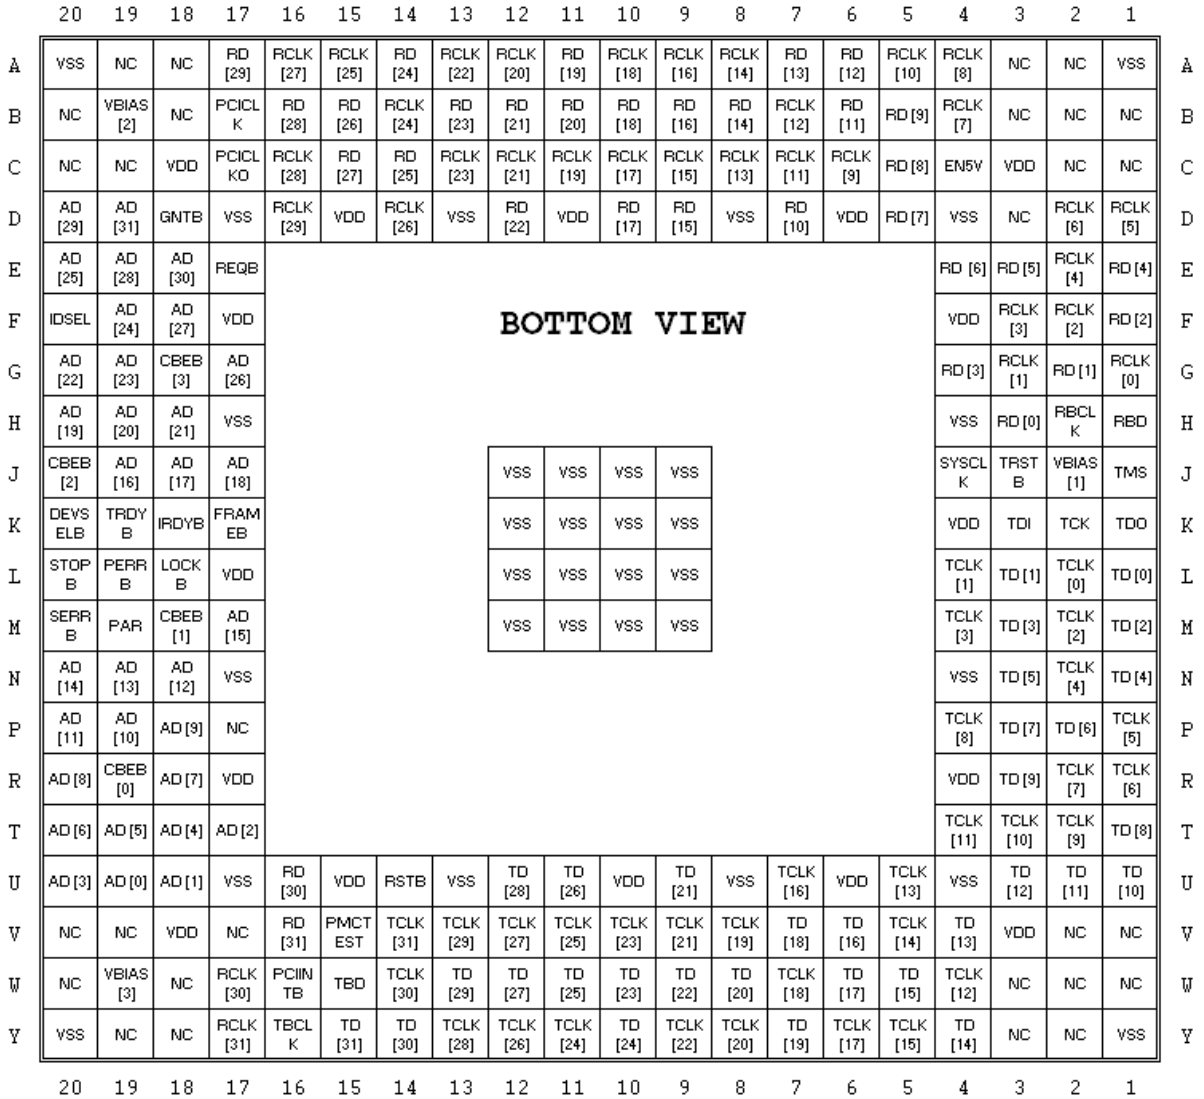 20 19 18 17 16 15 14 13 12 11 10 9 8 7 6 5 4 3 2 1
A VSS NC NC RD [29] RCLK [27] RCLK [25] RD [24] RCLK [22] RCLK [20] RD [19] RCLK [18] RCLK [16] RCLK [14] RD [13] RD [12] RCLK [10] RCLK [8] NC NC VSS A
B NC VBIAS [2] NC PCICL K RD [28] RD [26] RCLK [24] RD [23] RD [21] RD [20] RD [18] RD [16] RD [14] RCLK [12] RD [11] RD [9] RCLK [7] NC NC NC B
C NC NC VDD PCICL KO RCLK [28] RD [27] RD [25] RCLK [23] RCLK [21] RCLK [19] RCLK [17] RCLK [15] RCLK [13] RCLK [11] RCLK [9] RD [8] EN5V VDD NC NC C
D AD [29] AD [31] GNTB VSS RCLK [29] VDD RCLK [26] VSS RD [22] VDD RD [17] RD [15] VSS RD [10] VDD RD [7] VSS NC RCLK [6] RCLK [5] D
E AD [25] AD [28] AD [30] REQB RD [6] RD [5] RCLK [4] RD [4] E
F IDSEL AD [24] AD [27] VDD BOTTOM VIEW VDD RCLK [3] RCLK [2] RD [2] F
G AD [22] AD [23] CBEB [3] AD [26] RD [3] RCLK [1] RD [1] RCLK [0] G
H AD [19] AD [20] AD [21] VSS VSS RD [0] RBCL K RBD H
J CBEB [2] AD [16] AD [17] AD [18] VSS VSS VSS VSS SYSCL K TRST B VBIAS [1] TMS J
K DEVS ELB TRDY B IRDYB FRAM EB VSS VSS VSS VSS VDD TDI TCK TDO K
L STOP B PERR B LOCK B VDD VSS VSS VSS VSS TCLK [1] TD [1] TCLK [0] TD [0] L
M SERR B PAR CBEB [1] AD [15] VSS VSS VSS VSS TCLK [3] TD [3] TCLK [2] TD [2] M
N AD [14] AD [13] AD [12] VSS VSS TD [5] TCLK [4] TD [4] N
P AD [11] AD [10] AD [9] NC TCLK [8] TD [7] TD [6] TCLK [5] P
R AD [8] CBEB [0] AD [7] VDD VDD TD [9] TCLK [7] TCLK [6] R
T AD [6] AD [5] AD [4] AD [2] TCLK [11] TCLK [10] TCLK [9] TD [8] T
U AD [3] AD [0] AD [1] VSS RD [30] VDD RSTB VSS TD [28] TD [26] VDD TD [21] VSS TCLK [16] VDD TCLK [13] VSS TD [12] TD [11] TD [10] U
V NC NC VDD NC RD [31] PMCT EST TCLK [31] TCLK [29] TCLK [27] TCLK [25] TCLK [23] TCLK [21] TCLK [19] TD [18] TD [16] TCLK [14] TD [13] VDD NC NC V
W NC VBIAS [3] NC RCLK [30] PCIIN TB TBD TCLK [30] TD [29] TD [27] TD [25] TD [23] TD [22] TD [20] TCLK [18] TD [17] TD [15] TCLK [12] NC NC NC W
Y VSS NC NC RCLK [31] TBCL K TD [31] TD [30] TCLK [28] TCLK [26] TCLK [24] TD [24] TCLK [22] TCLK [20] TD [19] TCLK [17] TCLK [15] TD [14] NC NC VSS Y
20 19 18 17 16 15 14 13 12 11 10 9 8 7 6 5 4 3 2 1